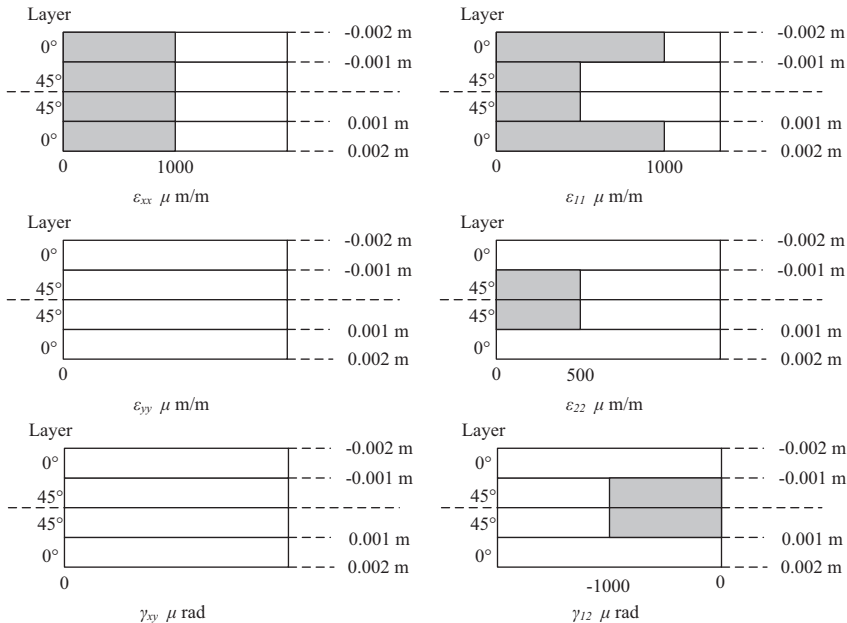 Layer
0°
45°
45°
0°
-0.002 m
-0.001 m
0.001 m
0.002 m
0 1000
εxx μ m/m
Layer
0°
45°
45°
0°
-0.002 m
-0.001 m
0.001 m
0.002 m
0 1000
ε11 μ m/m
Layer
0°
45°
45°
0°
-0.002 m
-0.001 m
0.001 m
0.002 m
0
εyy μ m/m
Layer
0°
45°
45°
0°
-0.002 m
-0.001 m
0.001 m
0.002 m
0 500
ε22 μ m/m
Layer
0°
45°
45°
0°
-0.002 m
-0.001 m
0.001 m
0.002 m
0
γxy μ rad
Layer
0°
45°
45°
0°
-0.002 m
-0.001 m
0.001 m
0.002 m
-1000 0
γ12 μ rad